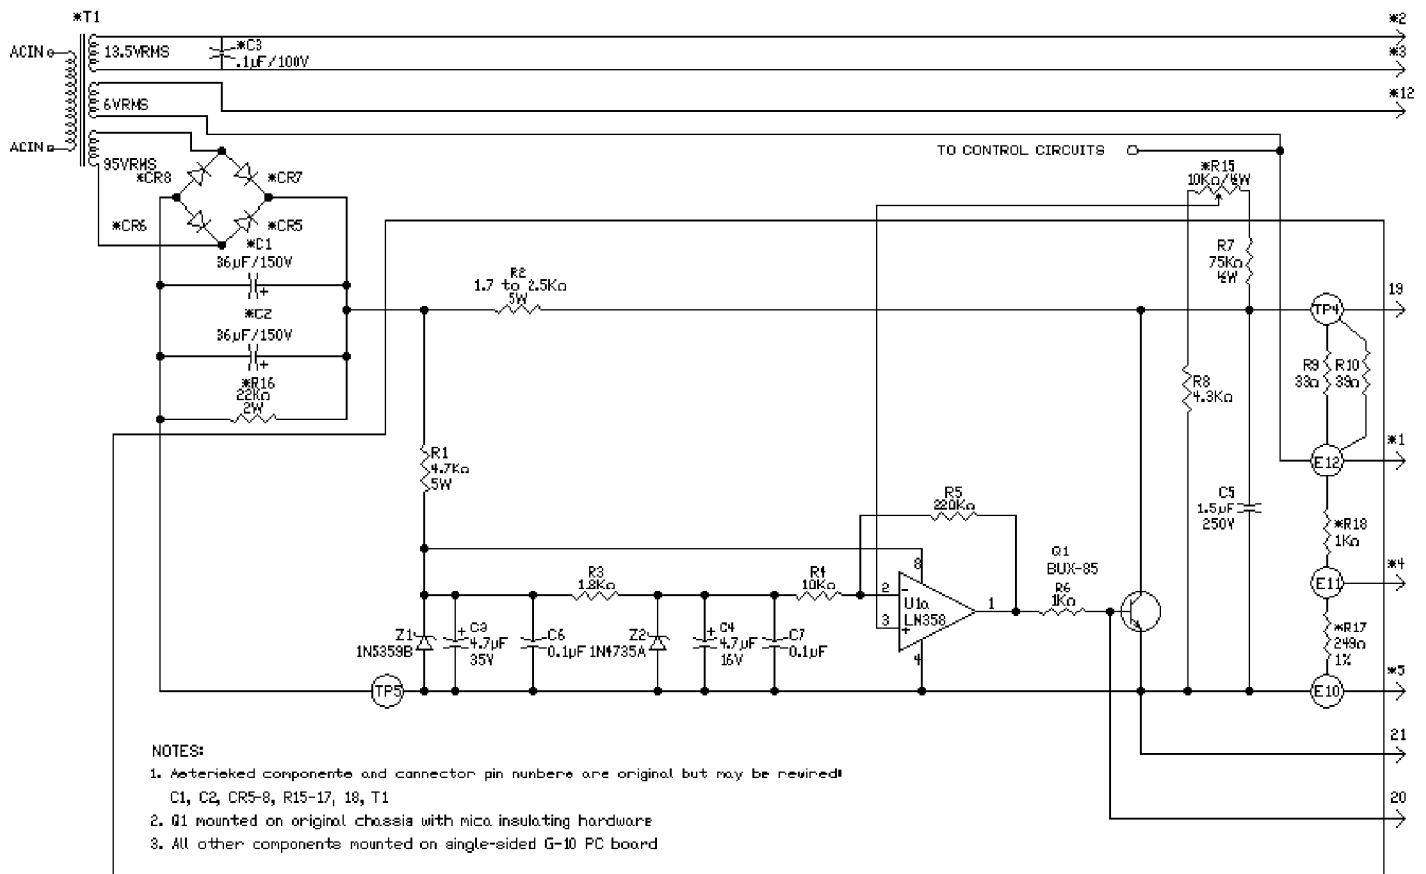 *T1
*2
ACIN
13.5VRMS
*C3
.1µF/100V
*3
6VRMS
*12
ACIN
95VRMS
TO CONTROL CIRCUITS
*CR8
*CR7
*R15
10KΩ/½W
*CR6
*CR5
*C1
36µF/150V
R7
75KΩ
½W
R2
1.7 to 2.5KΩ
5W
19
*C2
36µF/150V
TP4
R9
33Ω
R10
39Ω
*R16
22KΩ
2W
R8
4.3KΩ
*1
E12
R1
4.7KΩ
5W
R5
220KΩ
C5
1.5µF
250V
*R18
1KΩ
Q1
BUX-85
*4
E11
R3
1.8KΩ
R4
10KΩ
8
2
-
U1a
LN358
1
3
+
4
R6
1KΩ
Z1
1N5359B
+ C3
4.7µF
35V
C6
0.1µF
Z2
1N4735A
+ C4
4.7µF
16V
C7
0.1µF
*R17
249Ω
1%
TP5
E10
*5
21
20
NOTES:
1. Asterisked components and connector pin numbers are original but may be rewired:
C1, C2, CR5-8, R15-17, 18, T1
2. Q1 mounted on original chassis with mica insulating hardware
3. All other components mounted on single-sided G-10 PC board